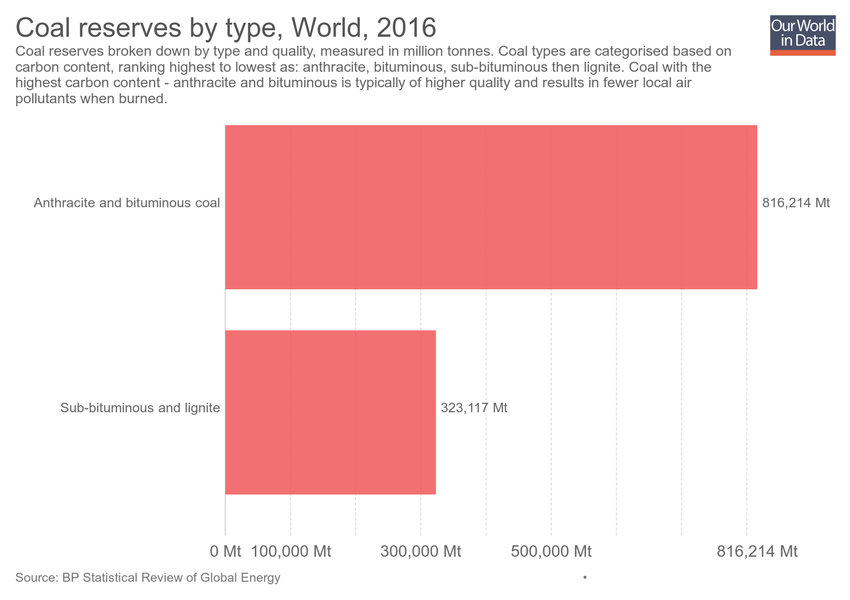 Coal reserves by type, World, 2016
Our World
in Data
Coal reserves broken down by type and quality, measured in million tonnes. Coal types are categorised based on
carbon content, ranking highest to lowest as: anthracite, bituminous, sub-bituminous then lignite. Coal with the
highest carbon content - anthracite and bituminous is typically of higher quality and results in fewer local air
pollutants when burned.
Anthracite and bituminous coal
816,214 Mt
Sub-bituminous and lignite
323,117 Mt
0 Mt 100,000 Mt 300,000 Mt 500,000 Mt 816,214 Mt
Source: BP Statistical Review of Global Energy •